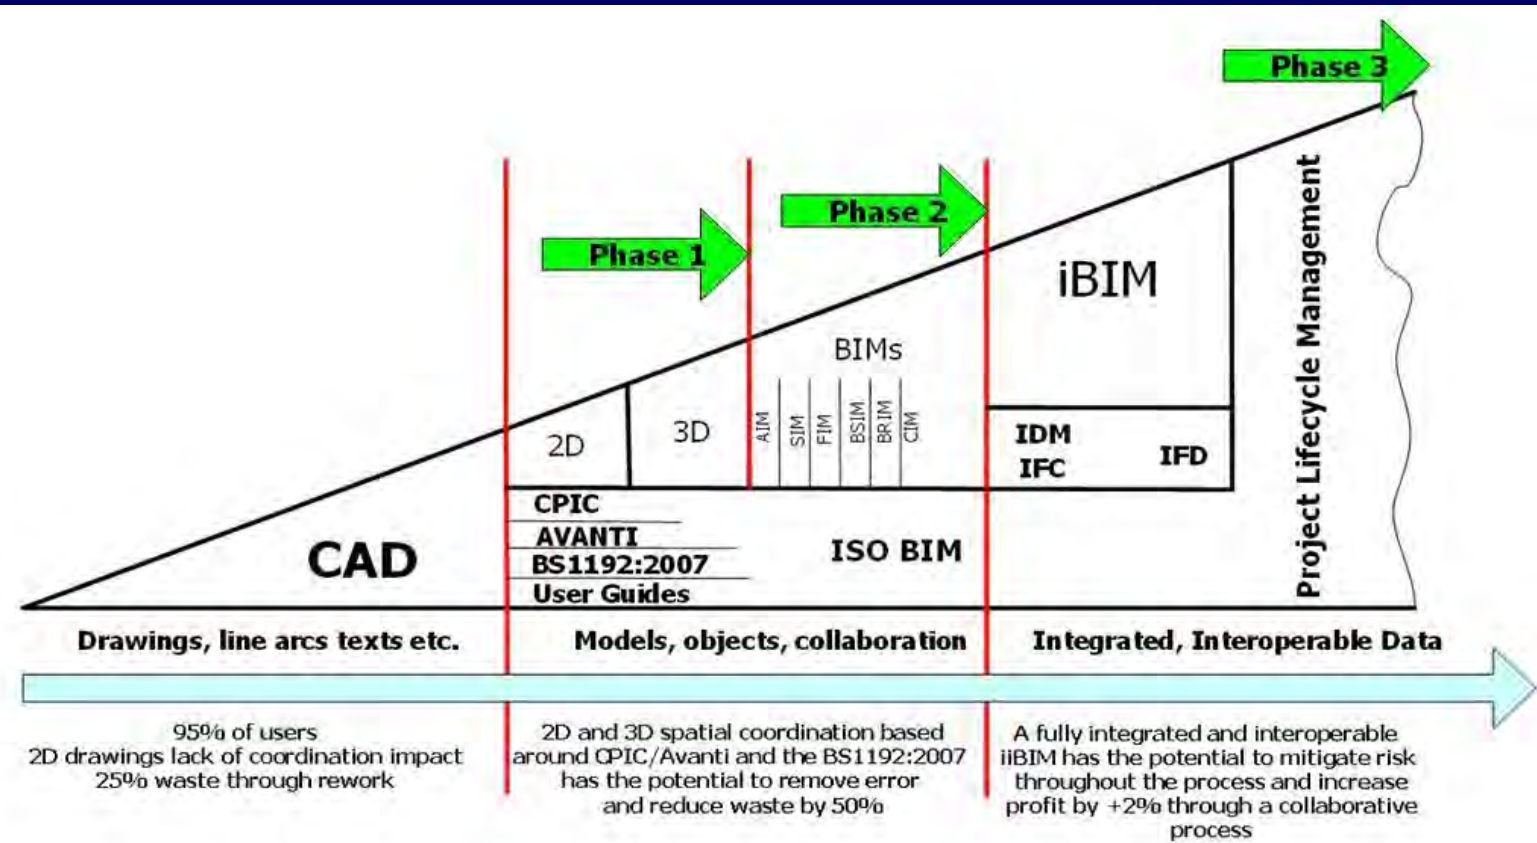 Phase 3
Phase 2
Phase 1
iBIM
BIMs
2D
3D
AIM
SIM
FIM
BSIM
BRIM
CIM
IDM
IFC
IFD
Project Lifecycle Management
CAD
CPIC
AVANTI
BS1192:2007
User Guides
ISO BIM
Drawings, line arcs texts etc.
Models, objects, collaboration
Integrated, Interoperable Data
95% of users
2D drawings lack of coordination impact
25% waste through rework
2D and 3D spatial coordination based
around CPIC/Avanti and the BS1192:2007
has the potential to remove error
and reduce waste by 50%
A fully integrated and interoperable
iiBIM has the potential to mitigate risk
throughout the process and increase
profit by +2% through a collaborative
process